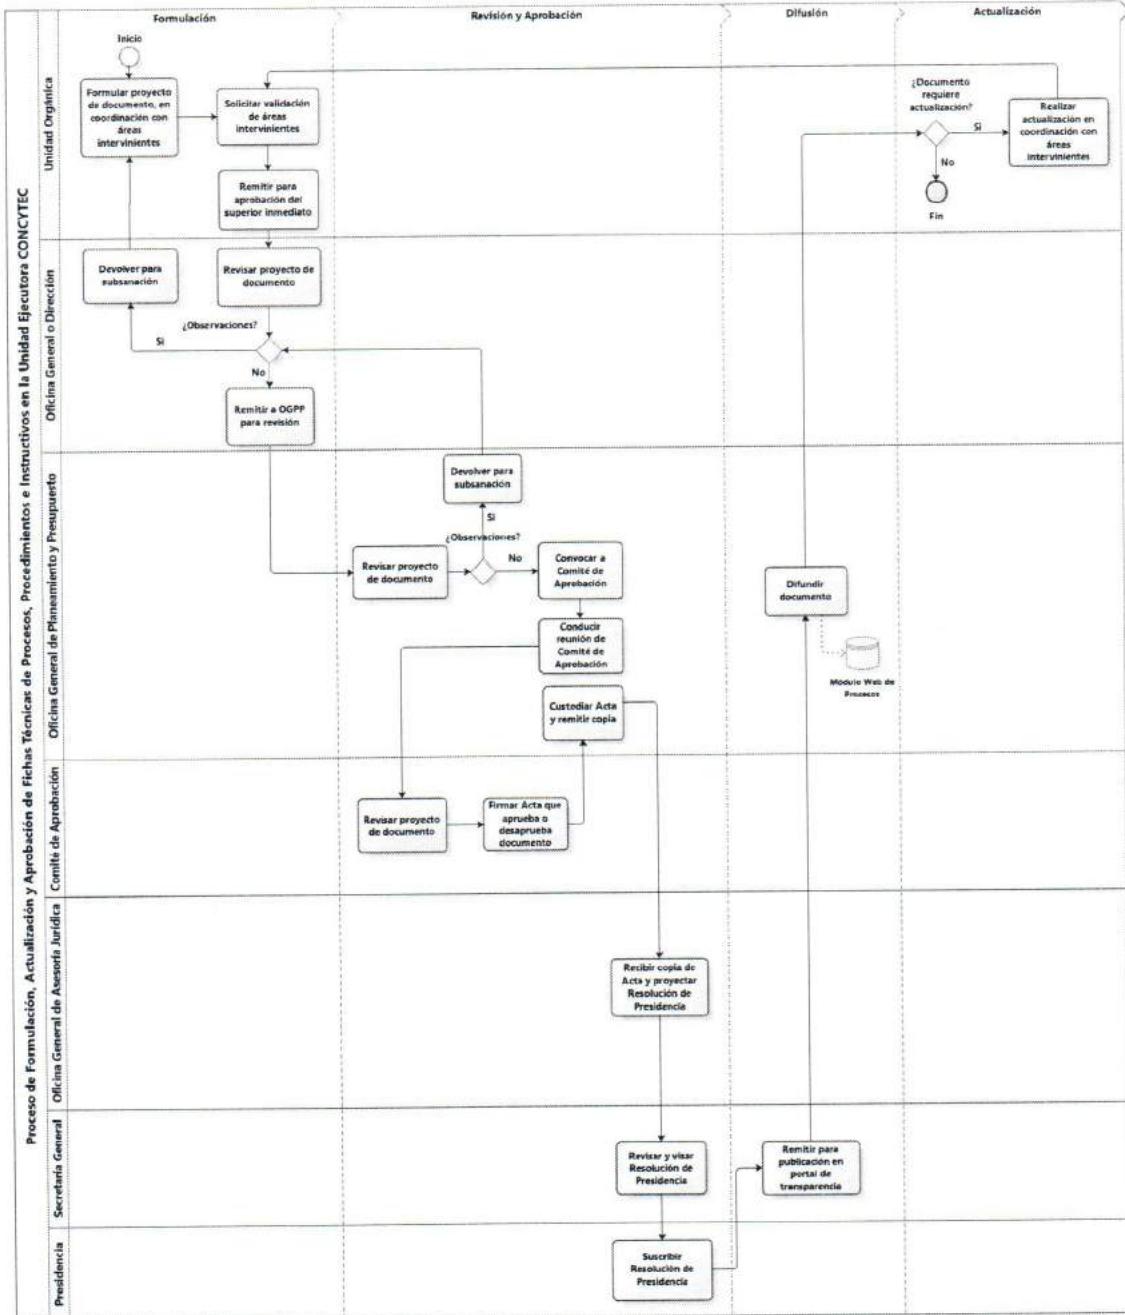 Proceso de Formulación, Actualización y Aprobación de Fichas Técnicas de Procesos, Procedimientos e Instructivos en la Unidad Ejecutora CONCYTEC
Formulación
Revisión y Aprobación
Difusión
Actualización
Unidad Orgánica
Inicio
Formular proyecto
de documento, en
coordinación con
áreas
intervinientes
Solicitar validación
de áreas
intervinientes
Remitir para
aprobación del
superior inmediato
¿Documento
requiere
actualización?
Si
No
Fin
Realizar
actualización en
coordinación con
áreas
intervinientes
Oficina General o Dirección
Devolver para
subsanación
Revisar proyecto de
documento
¿Observaciones?
Si
No
Remitir a OGPP
para revisión
Oficina General de Planeamiento y Presupuesto
Devolver para
subsanación
Si
¿Observaciones?
No
Revisar proyecto
de documento
Convocar a
Comité de
Aprobación
Conducir
reunión de
Comité de
Aprobación
Custodiar Acta
y remitir copia
Difundir
documento
Módulo Web de
Procesos
Comité de Aprobación
Revisar proyecto
de documento
Firmar Acta que
aprueba o
desaprueba
documento
Oficina General de Asesoría Jurídica
Recibir copia de
Acta y proyectar
Resolución de
Presidencia
Secretaría General
Revisar y visar
Resolución de
Presidencia
Remitir para
publicación en
portal de
transparencia
Presidencia
Suscribir
Resolución de
Presidencia